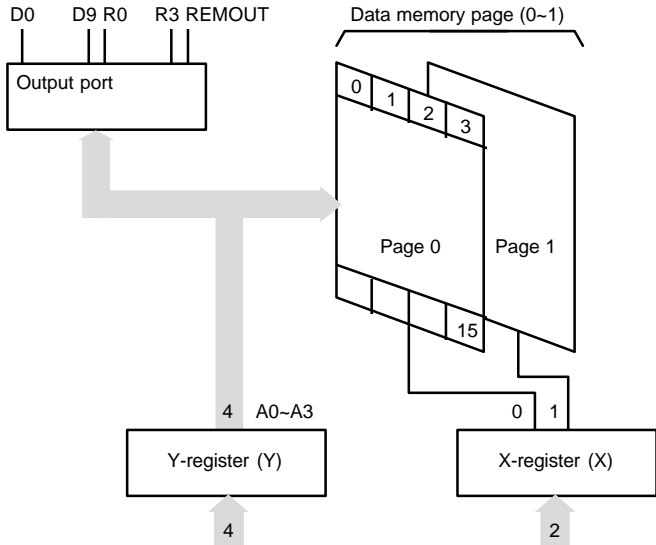 D0 D9 R0 R3 REMOUT
Data memory page (0~1)
Output port
0 1 2 3
Page 0
Page 1
15
4 A0~A3
0 1
Y-register (Y)
X-register (X)
4
2